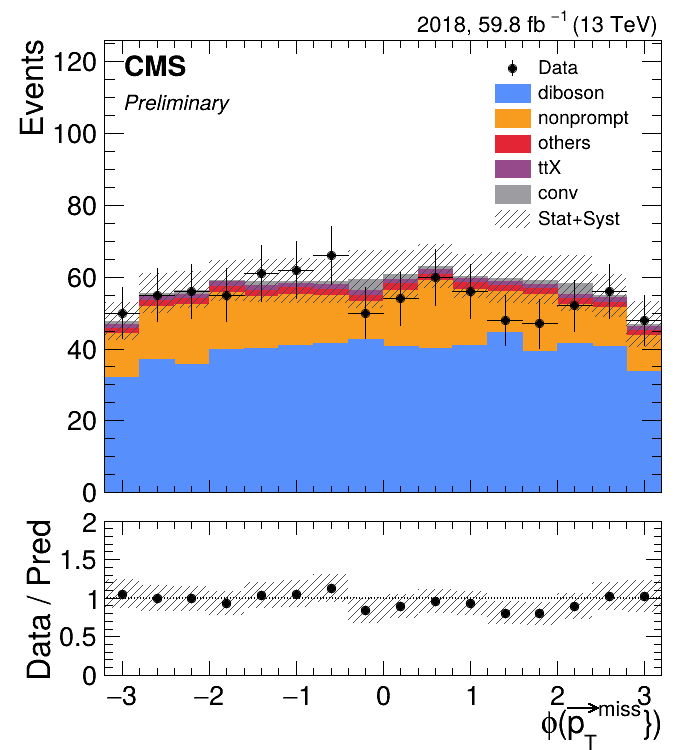 2018, 59.8 fb⁻¹ (13 TeV)
CMS
Preliminary
Events
120
100
80
60
40
20
0
Data
diboson
nonprompt
others
ttX
conv
Stat+Syst
Data / Pred
2
1.5
1
0.5
0
−3 −2 −1 0 1 2 3
ϕ(p⃗_T^miss})